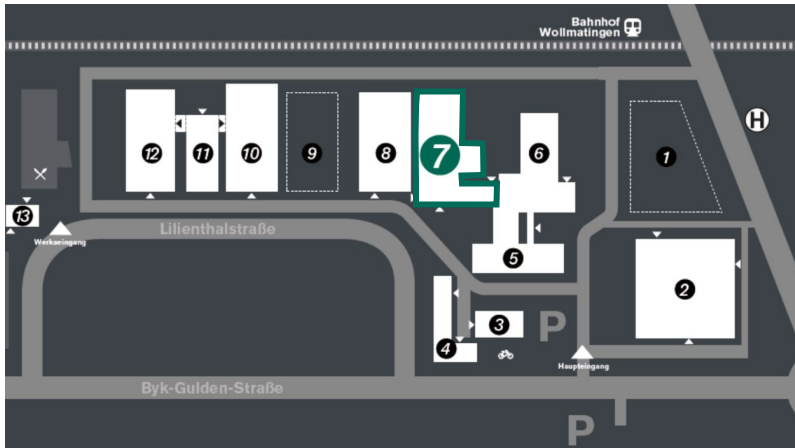 Bahnhof
Wollmatingen
H
12
11
10
9
8
7
6
1
13
Werkseingang
Lilienthalstraße
5
2
3
4
P
Haupteingang
Byk-Gulden-Straße
P